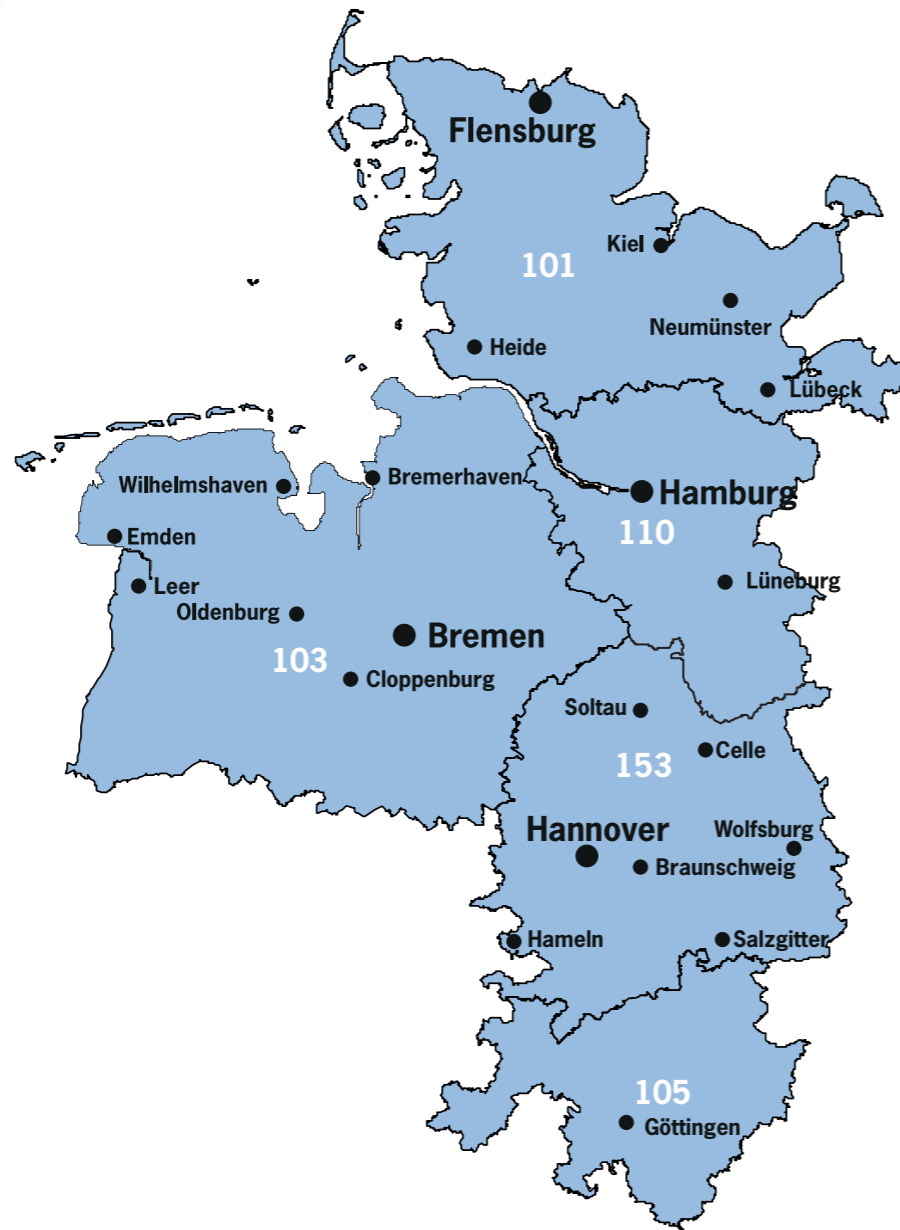 Flensburg
Kiel
101
Neumünster
Heide
Lübeck
Bremerhaven
Wilhelmshaven
Hamburg
110
Emden
Leer
Lüneburg
Oldenburg
Bremen
103
Cloppenburg
Soltau
Celle
153
Hannover
Wolfsburg
Braunschweig
Hameln
Salzgitter
105
Göttingen